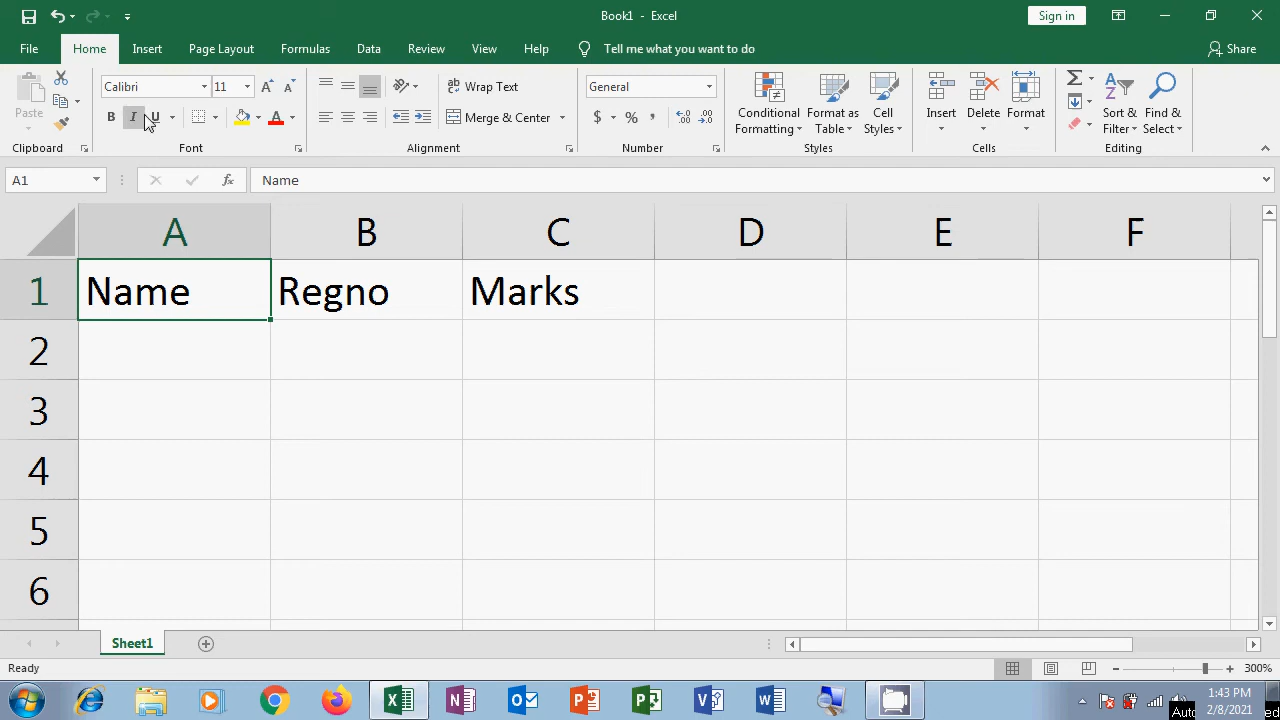 Book1 - Excel
Sign in
File Home Insert Page Layout Formulas Data Review View Help Tell me what you want to do Share
Paste
Calibri 11
B I U
Wrap Text
Merge & Center
General
$ % ,
Conditional Formatting
Format as Table
Cell Styles
Insert Delete Format
Sort & Filter
Find & Select
Clipboard Font Alignment Number Styles Cells Editing
A1 fx Name
A B C D E F
1 Name Regno Marks
2
3
4
5
6
Sheet1
Ready 300%
1:43 PM
2/8/2021